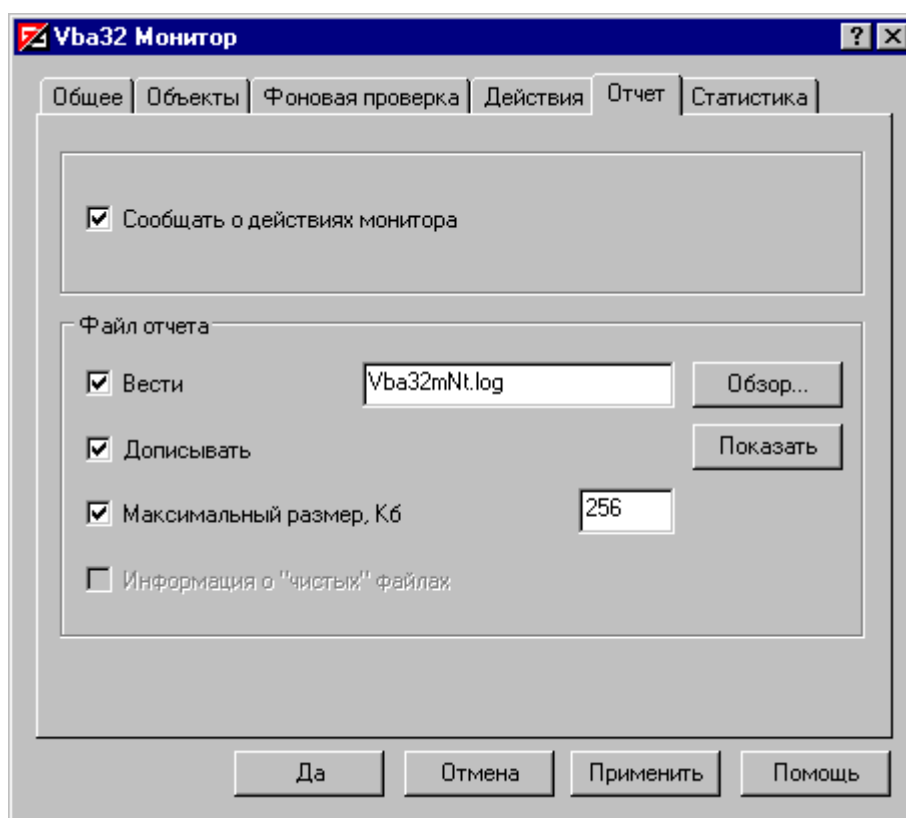 Vba32 Монитор
Общее Объекты Фоновая проверка Действия Отчет Статистика
Сообщать о действиях монитора
Файл отчета
Вести Vba32mNt.log Обзор...
Дописывать Показать
Максимальный размер, Кб 256
Информация о "чистых" файлах
Да Отмена Применить Помощь